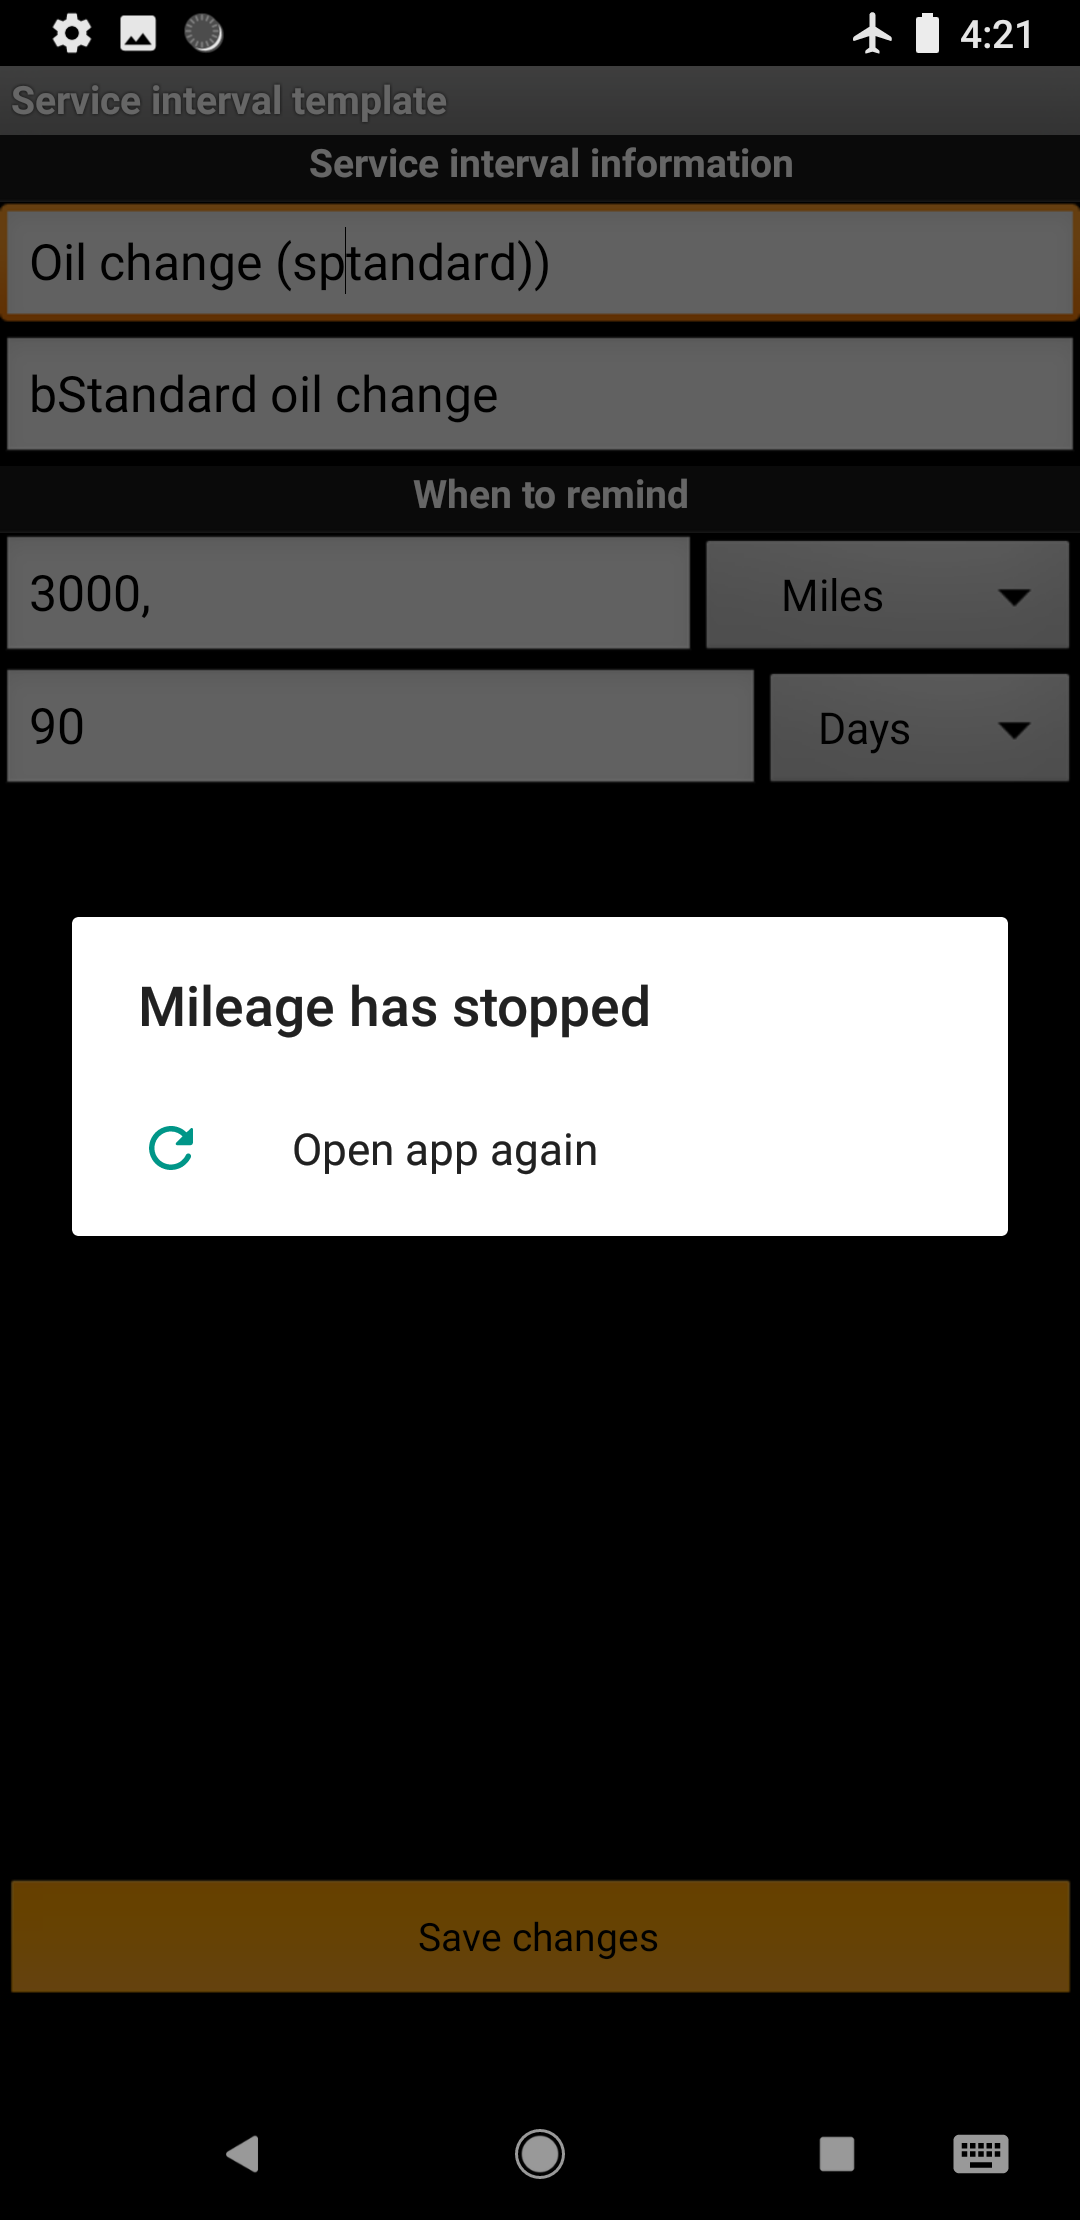 4:21
Service interval template
Service interval information
Oil change (sptandard))
bStandard oil change
When to remind
3000,
Miles
90
Days
Mileage has stopped
Open app again
Save changes